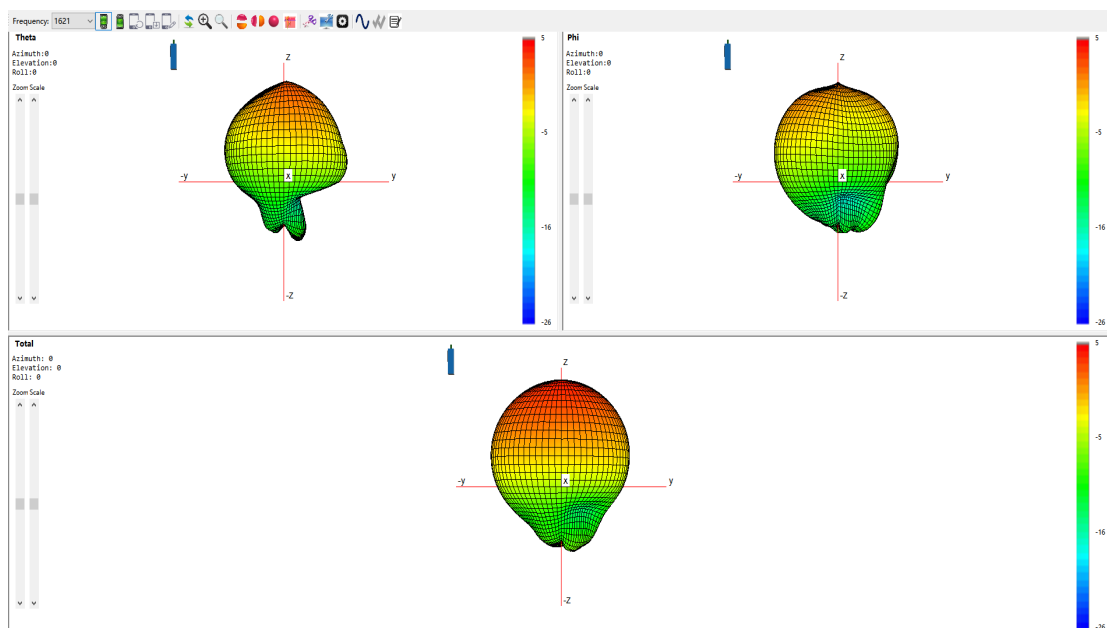 Frequency: 1621
Theta
Azimuth:0
Elevation:0
Roll:0
Zoom Scale
Z
-y
X
y
-Z
5
-5
-16
-26
Phi
Azimuth:0
Elevation:0
Roll:0
Zoom Scale
Z
-y
X
y
-Z
5
-5
-16
-26
Total
Azimuth: 0
Elevation: 0
Roll: 0
Zoom Scale
Z
-y
X
y
-Z
5
-5
-16
-26